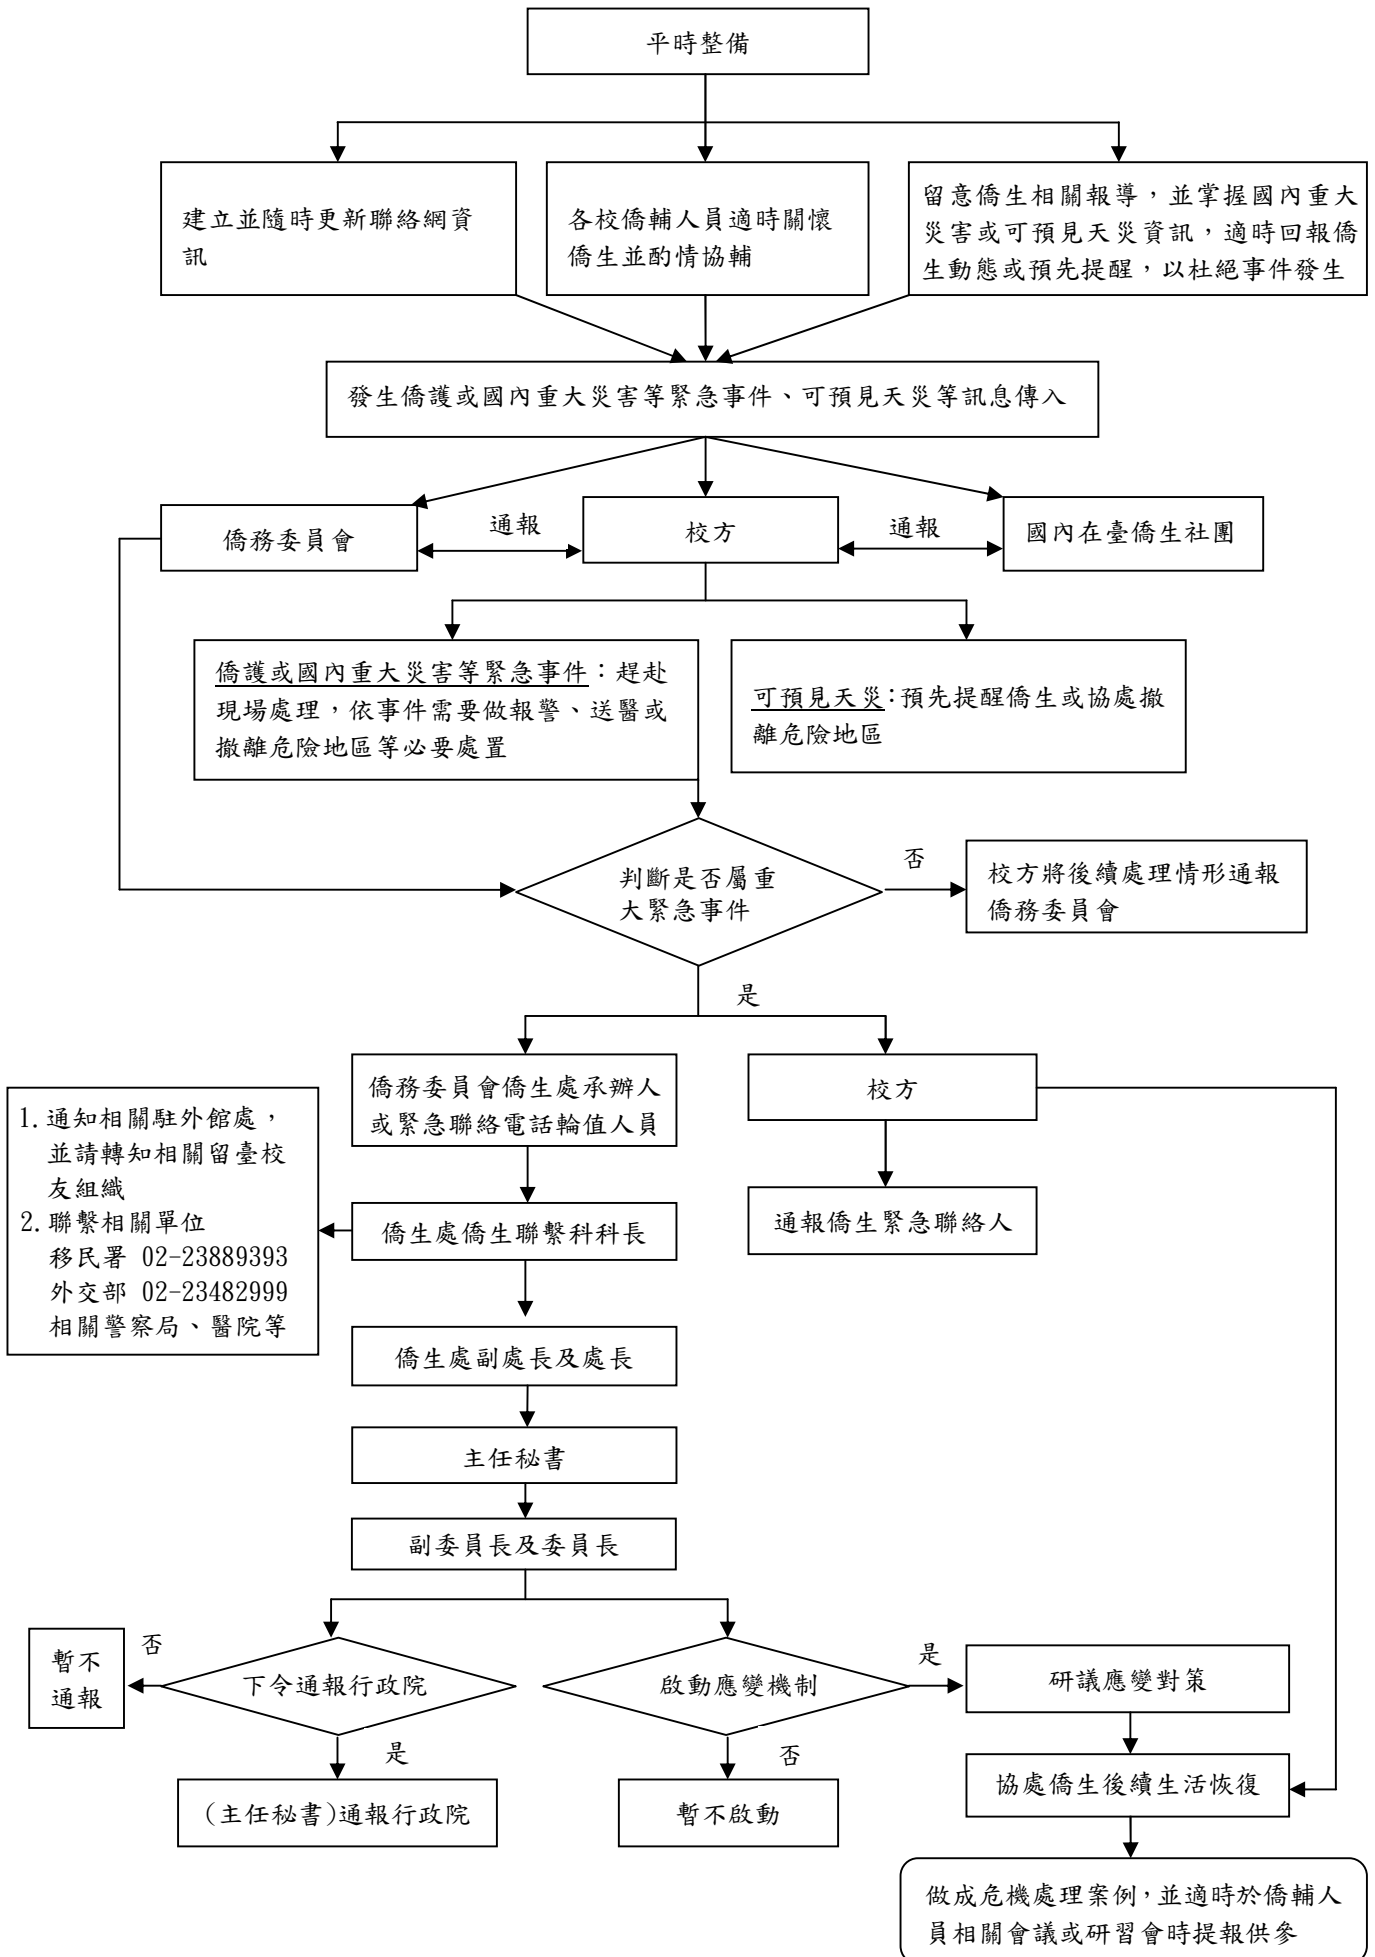 平時整備
建立並隨時更新聯絡網資
訊
各校僑輔人員適時關懷
僑生並酌情協輔
留意僑生相關報導，並掌握國內重大
災害或可預見天災資訊，適時回報僑
生動態或預先提醒，以杜絕事件發生
發生僑護或國內重大災害等緊急事件、可預見天災等訊息傳入
僑務委員會
通報
校方
通報
國內在臺僑生社團
僑護或國內重大災害等緊急事件：趕赴
現場處理，依事件需要做報警、送醫或
撤離危險地區等必要處置
可預見天災:預先提醒僑生或協處撤
離危險地區
判斷是否屬重
大緊急事件
否
校方將後續處理情形通報
僑務委員會
是
僑務委員會僑生處承辦人
或緊急聯絡電話輪值人員
校方
1.通知相關駐外館處，
並請轉知相關留臺校
友組織
2.聯繫相關單位
移民署 02-23889393
外交部 02-23482999
相關警察局、醫院等
僑生處僑生聯繫科科長
通報僑生緊急聯絡人
僑生處副處長及處長
主任秘書
副委員長及委員長
暫不
通報
否
下令通報行政院
是
(主任秘書)通報行政院
啟動應變機制
否
暫不啟動
是
研議應變對策
協處僑生後續生活恢復
做成危機處理案例，並適時於僑輔人
員相關會議或研習會時提報供參